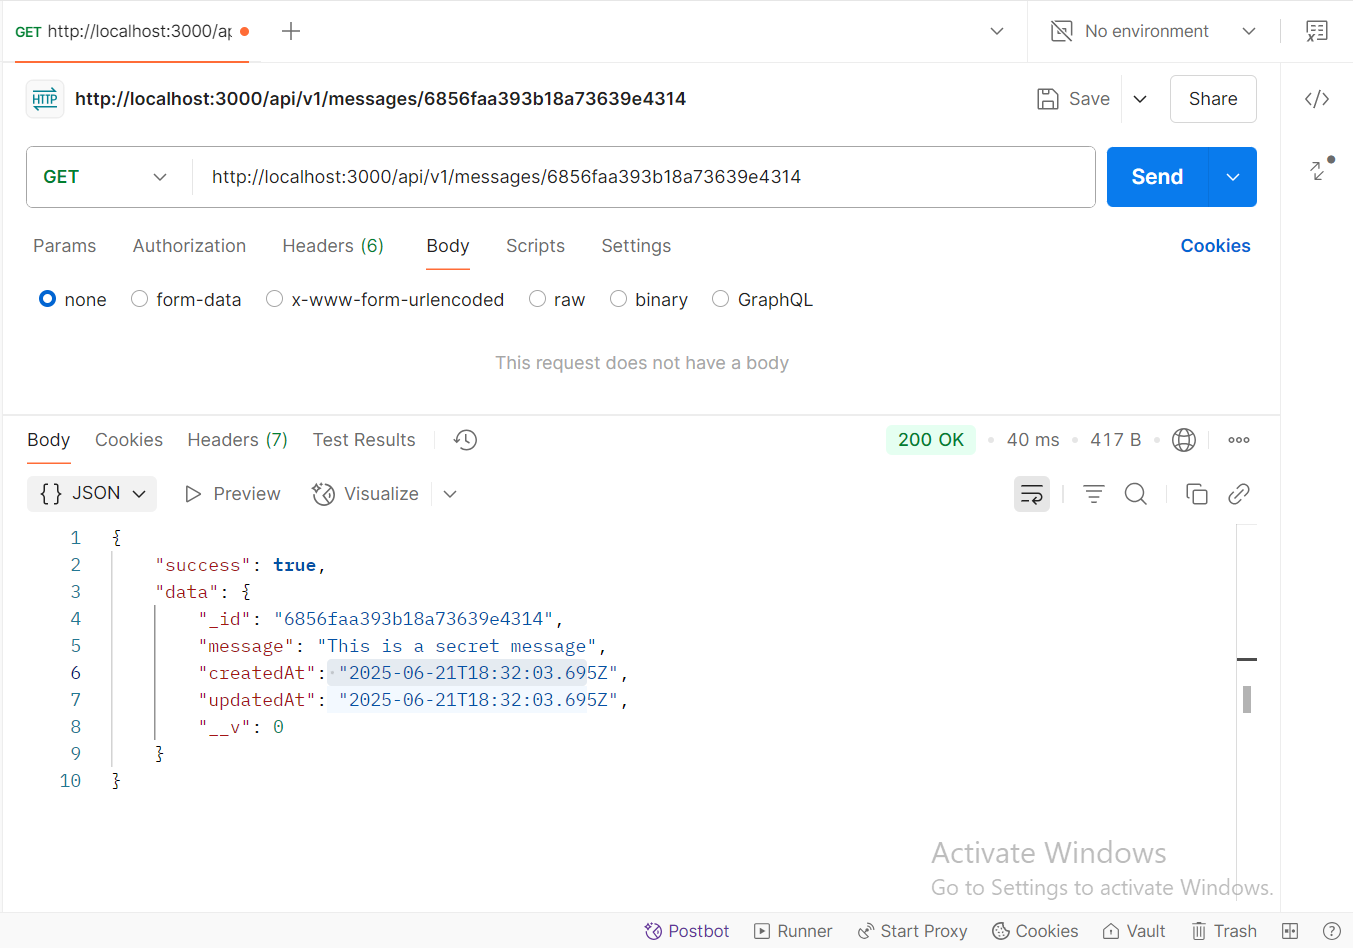 GET http://localhost:3000/ap
No environment
HTTP http://localhost:3000/api/v1/messages/6856faa393b18a73639e4314 Save Share
GET http://localhost:3000/api/v1/messages/6856faa393b18a73639e4314 Send
Params Authorization Headers (6) Body Scripts Settings Cookies
none form-data x-www-form-urlencoded raw binary GraphQL
This request does not have a body
Body Cookies Headers (7) Test Results 200 OK 40 ms 417 B
{} JSON Preview Visualize
1 {
2 "success": true,
3 "data": {
4 "_id": "6856faa393b18a73639e4314",
5 "message": "This is a secret message",
6 "createdAt": "2025-06-21T18:32:03.695Z",
7 "updatedAt": "2025-06-21T18:32:03.695Z",
8 "__v": 0
9 }
10 }
Activate Windows
Go to Settings to activate Windows.
Postbot Runner Start Proxy Cookies Vault Trash